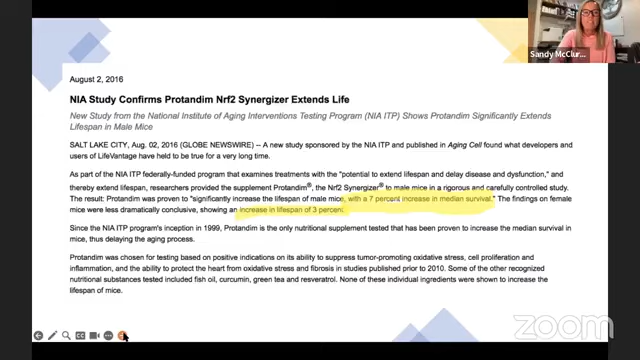 Sandy McClur...
August 2, 2016
NIA Study Confirms Protandim Nrf2 Synergizer Extends Life
New Study from the National Institute of Aging Interventions Testing Program (NIA ITP) Shows Protandim Significantly Extends
Lifespan in Male Mice
SALT LAKE CITY, Aug. 02, 2016 (GLOBE NEWSWIRE) -- A new study sponsored by the NIA ITP and published in Aging Cell found what developers and
users of LifeVantage have held to be true for a very long time.
As part of the NIA ITP federally-funded program that examines treatments with the "potential to extend lifespan and delay disease and dysfunction," and
thereby extend lifespan, researchers provided the supplement Protandim®, the Nrf2 Synergizer® to male mice in a rigorous and carefully controlled study.
The result: Protandim was proven to "significantly increase the lifespan of male mice, with a 7 percent increase in median survival." The findings on female
mice were less dramatically conclusive, showing an increase in lifespan of 3 percent.
Since the NIA ITP program's inception in 1999, Protandim is the only nutritional supplement tested that has been proven to increase the median survival in
mice, thus delaying the aging process.
Protandim was chosen for testing based on positive indications on its ability to suppress tumor-promoting oxidative stress, cell proliferation and
inflammation, and the ability to protect the heart from oxidative stress and fibrosis in studies published prior to 2010. Some of the other recognized
nutritional substances tested included fish oil, curcumin, green tea and resveratrol. None of these individual ingredients were shown to increase the
lifespan of mice.
zoom